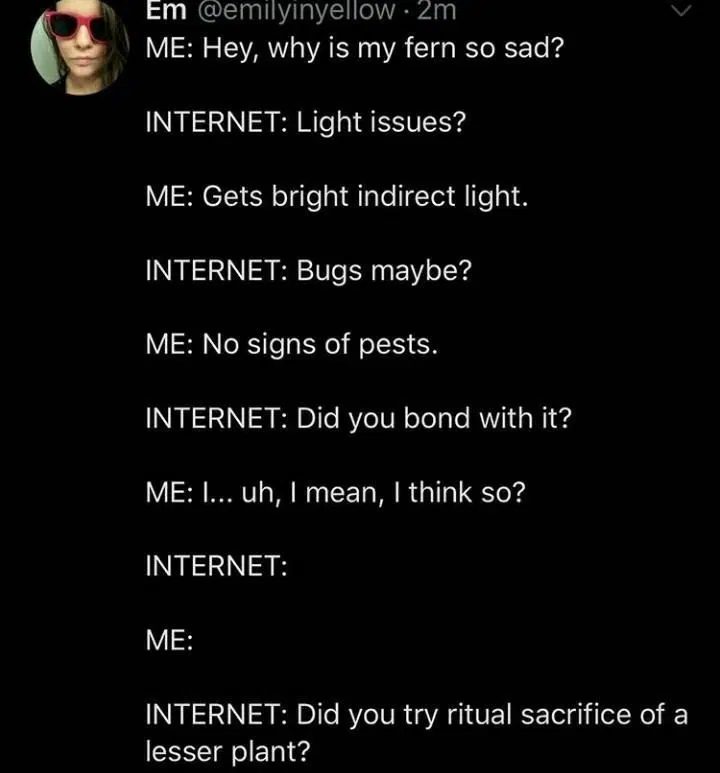 Em @emilyinyellow · 2m
ME: Hey, why is my fern so sad?
INTERNET: Light issues?
ME: Gets bright indirect light.
INTERNET: Bugs maybe?
ME: No signs of pests.
INTERNET: Did you bond with it?
ME: I... uh, I mean, I think so?
INTERNET:
ME:
INTERNET: Did you try ritual sacrifice of a
lesser plant?